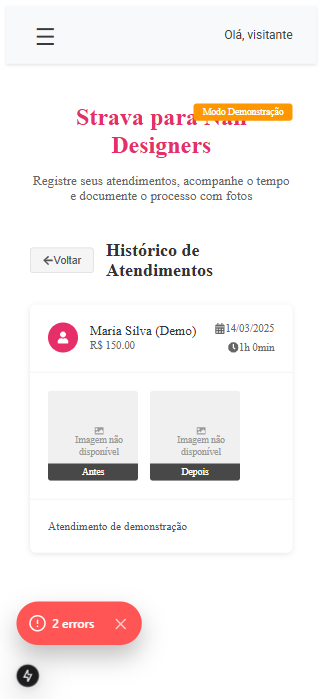 Olá, visitante
Modo Demonstração
Strava para Nail
Designers
Registre seus atendimentos, acompanhe o tempo
e documente o processo com fotos
Voltar
Histórico de
Atendimentos
Maria Silva (Demo)
R$ 150.00
14/03/2025
1h 0min
Imagem não
disponível
Antes
Imagem não
disponível
Depois
Atendimento de demonstração
2 errors